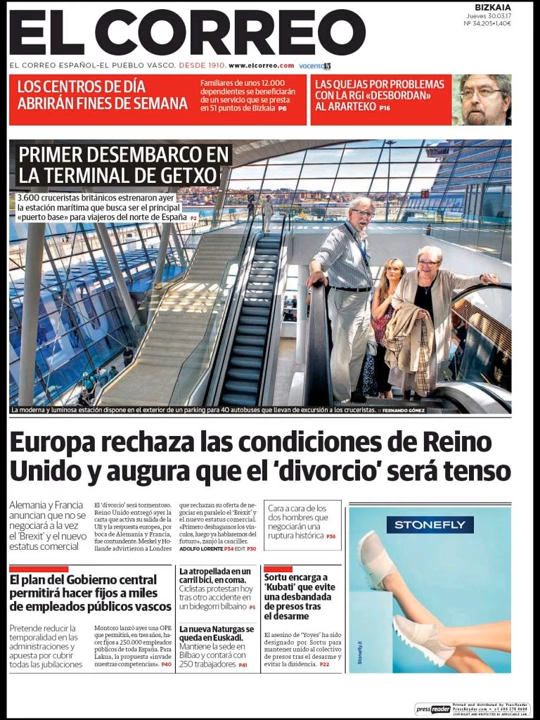 BIZKAIA
Jueves 30.03.17
Nº 34.205•1,40€
EL CORREO
EL CORREO ESPAÑOL-EL PUEBLO VASCO. DESDE 1910. www.elcorreo.com vocento
LOS CENTROS DE DÍA
ABRIRÁN FINES DE SEMANA
Familiares de unos 12.000
dependientes se beneficiarán
de un servicio que se presta
en 51 puntos de Bizkaia P6
LAS QUEJAS POR PROBLEMAS
CON LA RGI «DESBORDAN»
AL ARARTEKO P16
PRIMER DESEMBARCO EN
LA TERMINAL DE GETXO
3.600 cruceristas británicos estrenaron ayer
la estación marítima que busca ser el principal
«puerto base» para viajeros del norte de España P2
La moderna y luminosa estación dispone en el exterior de un parking para 40 autobuses que llevan de excursión a los cruceristas. :: FERNANDO GÓMEZ
Europa rechaza las condiciones de Reino
Unido y augura que el ‘divorcio’ será tenso
Alemania y Francia
anuncian que no se
negociará a la vez
el ‘Brexit’ y el nuevo
estatus comercial
El ‘divorcio’ será tormentoso.
Reino Unido entregó ayer la
carta que activa su salida de la
UE y la respuesta europea, por
boca de Alemania y Francia,
fue contundente. Merkel y Ho-
llande advirtieron a Londres
que rechazan su oferta de ne-
gociar en paralelo el ‘Brexit’ y
el nuevo estatus comercial.
«Primero deshagamos los vín-
culos, luego ya hablaremos del
futuro», zanjó la canciller.
ADOLFO LORENTE P34 EDIT. P30
Cara a cara de los
dos hombres que
negociarán una
ruptura histórica P36
El plan del Gobierno central
permitirá hacer fijos a miles
de empleados públicos vascos
Pretende reducir la
temporalidad en las
administraciones y
apuesta por cubrir
todas las jubilaciones
Montoro lanzó ayer una OPE
que permitirá, en tres años, ha-
cer fijos a 250.000 empleados
públicos de toda España. Para
Lakua, la propuesta «invade
nuestras competencias». P40
La atropellada en un
carril bici, en coma.
Ciclistas protestan hoy
tras otro accidente en
un bidegorri bilbaíno P5
La nueva Naturgas se
queda en Euskadi.
Mantiene la sede en
Bilbao y contará con
250 trabajadores P41
Sortu encarga a
‘Kubati’ que evite
una desbandada
de presos tras
el desarme
El asesino de ‘Yoyes’ ha sido
designado por Sortu para
mantener unido al colectivo
de presos tras el desarme y
evitar la disidencia. P22
STONEFLY
Stonefly.it
pressreader
Printed and distributed by PressReader
PressReader.com
COPYRIGHT AND PROTECTED BY APPLICABLE LAW